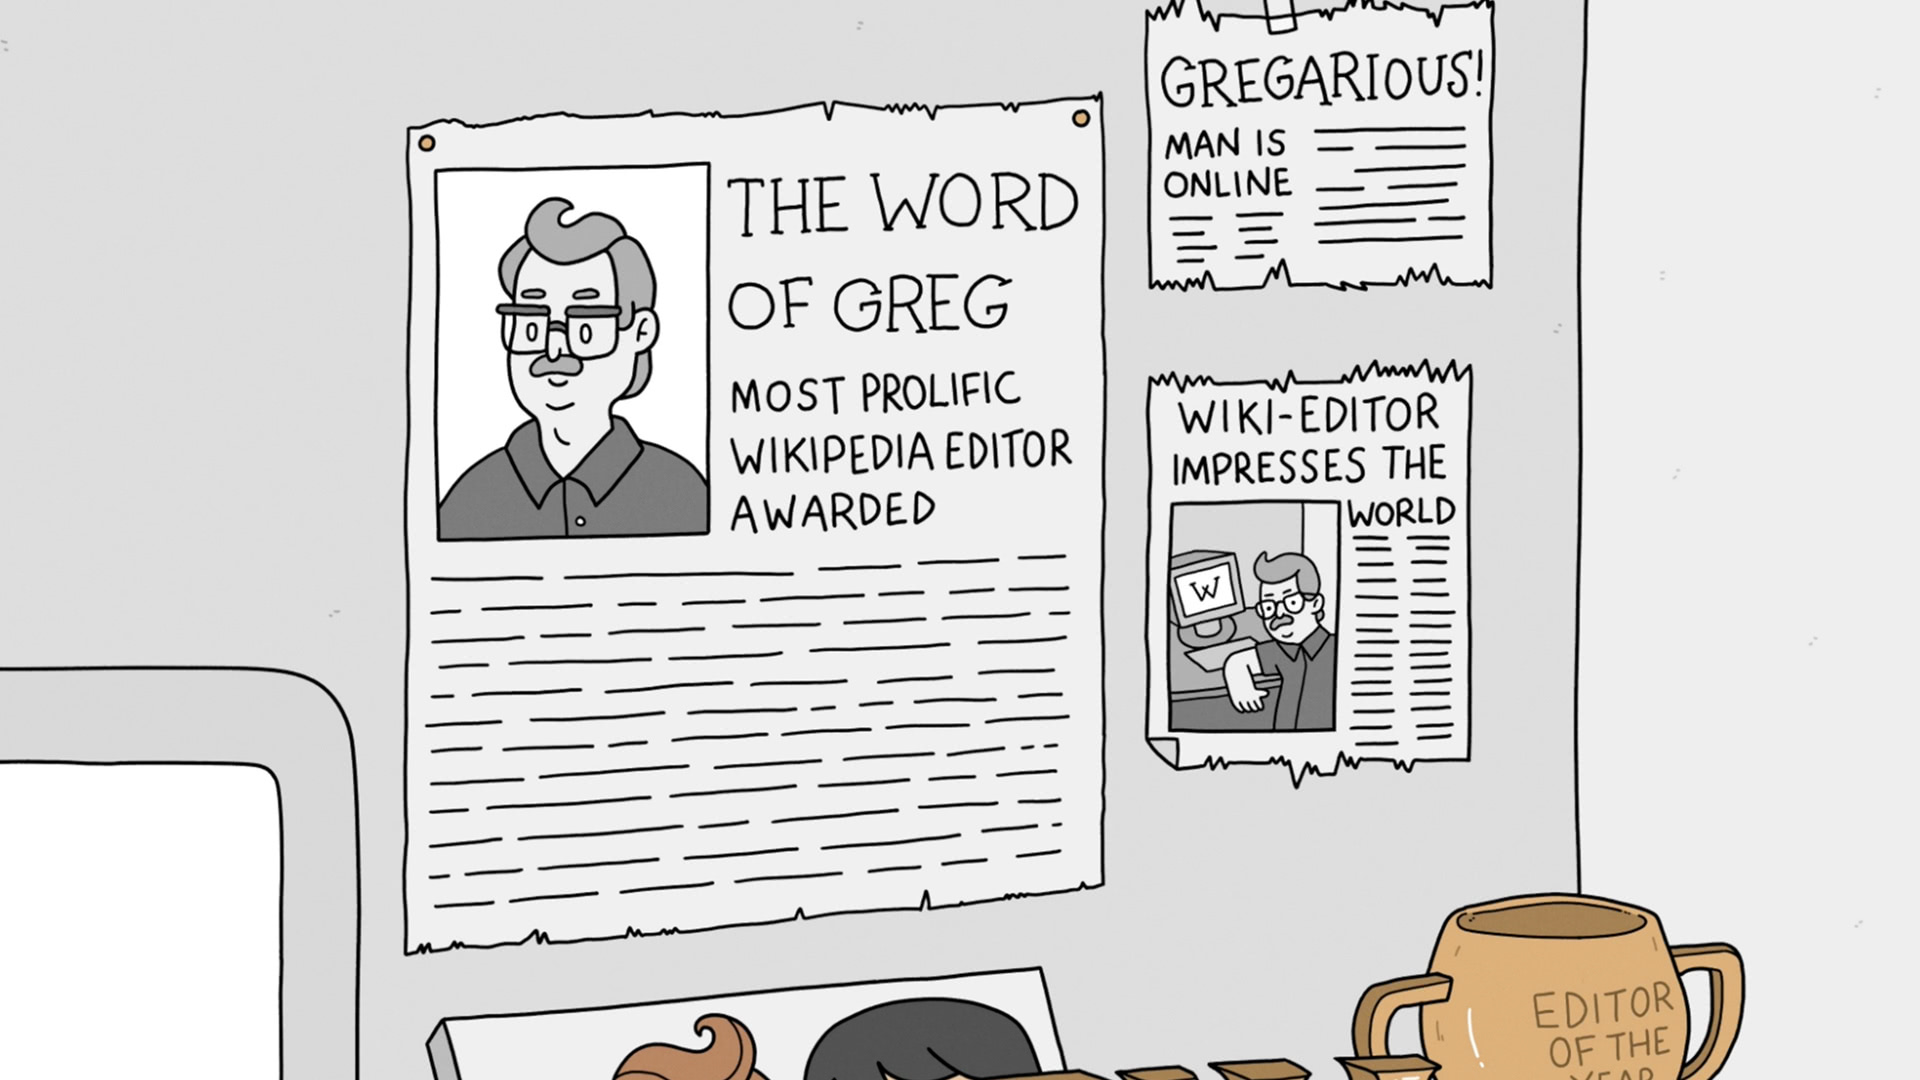 THE WORD
OF GREG
MOST PROLIFIC
WIKIPEDIA EDITOR
AWARDED
GREGARIOUS!
MAN IS
ONLINE
WIKI-EDITOR
IMPRESSES THE
WORLD
W
EDITOR
OF THE
YEAR